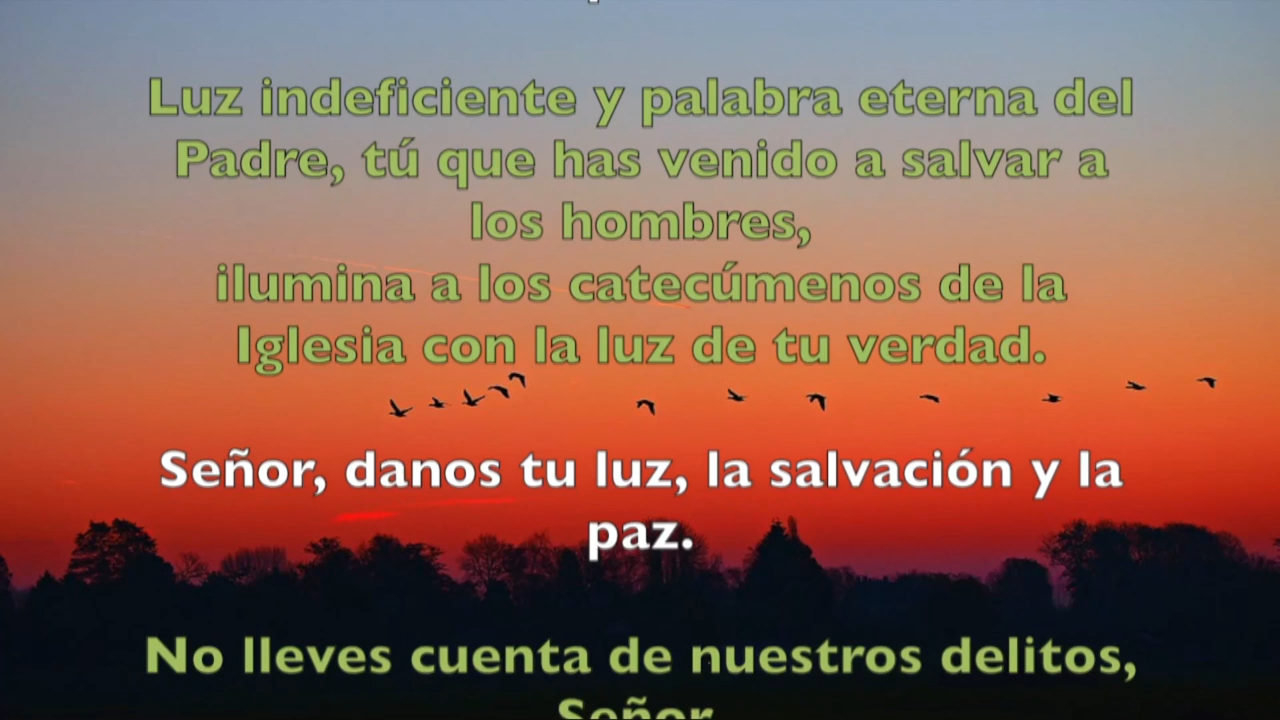 Luz indeficiente y palabra eterna del
Padre, tú que has venido a salvar a
los hombres,
ilumina a los catecúmenos de la
Iglesia con la luz de tu verdad.
Señor, danos tu luz, la salvación y la
paz.
No lleves cuenta de nuestros delitos,
Señor